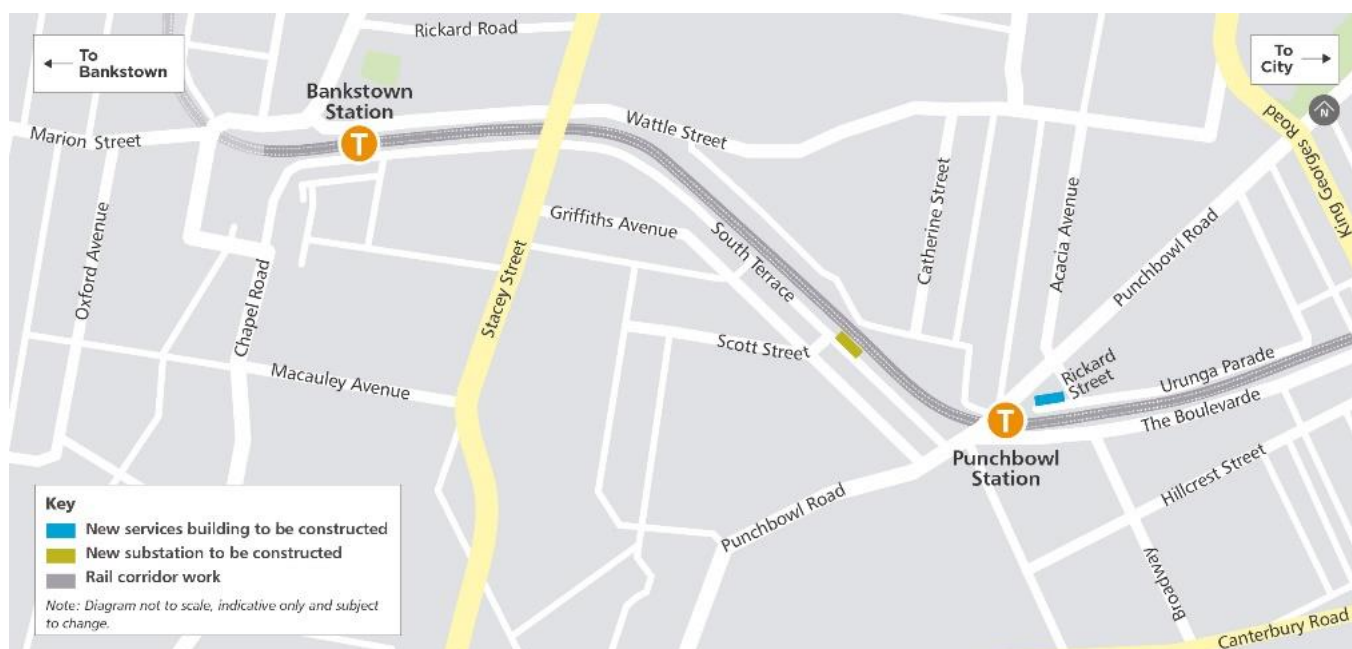 To
Bankstown
Rickard Road
To
City
N
Bankstown
Station
T
Marion Street
Wattle Street
King Georges Road
Oxford Avenue
Chapel Road
Stacey Street
Griffiths Avenue
South Terrace
Catherine Street
Acacia Avenue
Punchbowl Road
Scott Street
Macauley Avenue
Rickard
Street
Urunga Parade
The Boulevarde
T
Punchbowl
Station
Hillcrest Street
Punchbowl Road
Broadway
Canterbury Road
Key
New services building to be constructed
New substation to be constructed
Rail corridor work
Note: Diagram not to scale, indicative only and subject
to change.